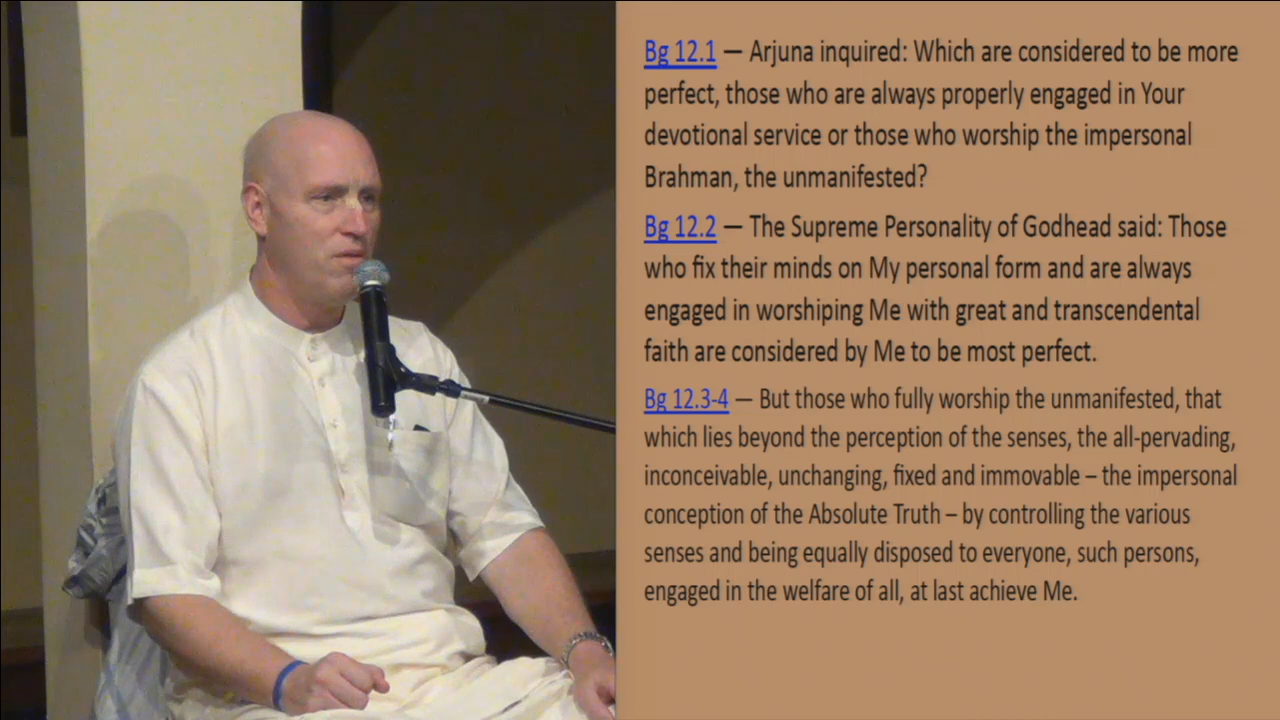 Bg 12.1 — Arjuna inquired: Which are considered to be more
perfect, those who are always properly engaged in Your
devotional service or those who worship the impersonal
Brahman, the unmanifested?
Bg 12.2 — The Supreme Personality of Godhead said: Those
who fix their minds on My personal form and are always
engaged in worshiping Me with great and transcendental
faith are considered by Me to be most perfect.
Bg 12.3-4 — But those who fully worship the unmanifested, that
which lies beyond the perception of the senses, the all-pervading,
inconceivable, unchanging, fixed and immovable – the impersonal
conception of the Absolute Truth – by controlling the various
senses and being equally disposed to everyone, such persons,
engaged in the welfare of all, at last achieve Me.